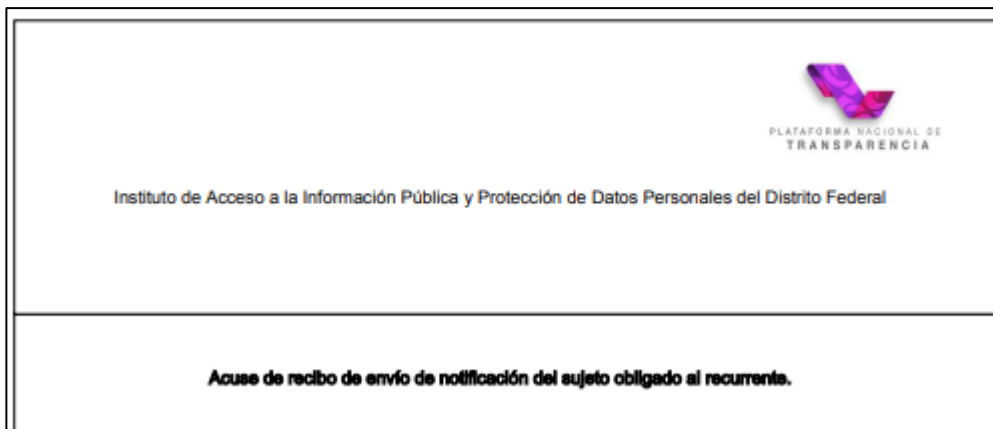 PLATAFORMA NACIONAL DE
TRANSPARENCIA
Instituto de Acceso a la Información Pública y Protección de Datos Personales del Distrito Federal
Acuse de recibo de envío de notificación del sujeto obligado al recurrente.